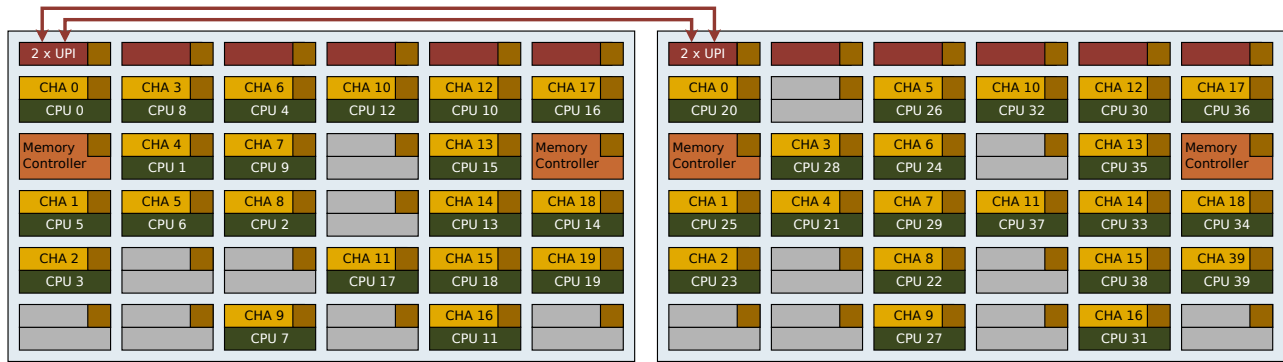 2 x UPI
2 x UPI
CHA 0 CHA 3 CHA 6 CHA 10 CHA 12 CHA 17
CPU 0 CPU 8 CPU 4 CPU 12 CPU 10 CPU 16
Memory Controller CHA 4 CHA 7 CHA 13 Memory Controller
CPU 1 CPU 9 CPU 15
CHA 1 CHA 5 CHA 8 CHA 14 CHA 18
CPU 5 CPU 6 CPU 2 CPU 13 CPU 14
CHA 2 CHA 11 CHA 15 CHA 19
CPU 3 CPU 17 CPU 18 CPU 19
CHA 9 CHA 16
CPU 7 CPU 11
CHA 0 CHA 5 CHA 10 CHA 12 CHA 17
CPU 20 CPU 26 CPU 32 CPU 30 CPU 36
Memory Controller CHA 3 CHA 6 CHA 13 Memory Controller
CPU 28 CPU 24 CPU 35
CHA 1 CHA 4 CHA 7 CHA 11 CHA 14 CHA 18
CPU 25 CPU 21 CPU 29 CPU 37 CPU 33 CPU 34
CHA 2 CHA 8 CHA 15 CHA 39
CPU 23 CPU 22 CPU 38 CPU 39
CHA 9 CHA 16
CPU 27 CPU 31